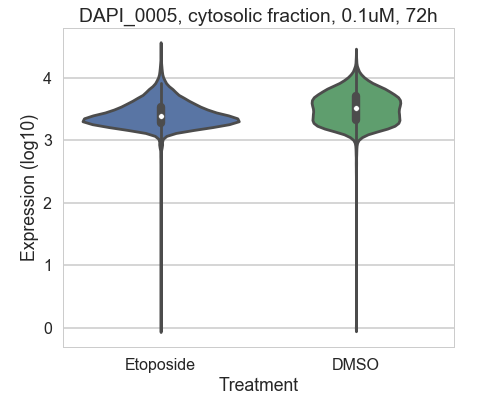 DAPI_0005, cytosolic fraction, 0.1uM, 72h
Expression (log10)
4
3
2
1
0
Etoposide DMSO
Treatment